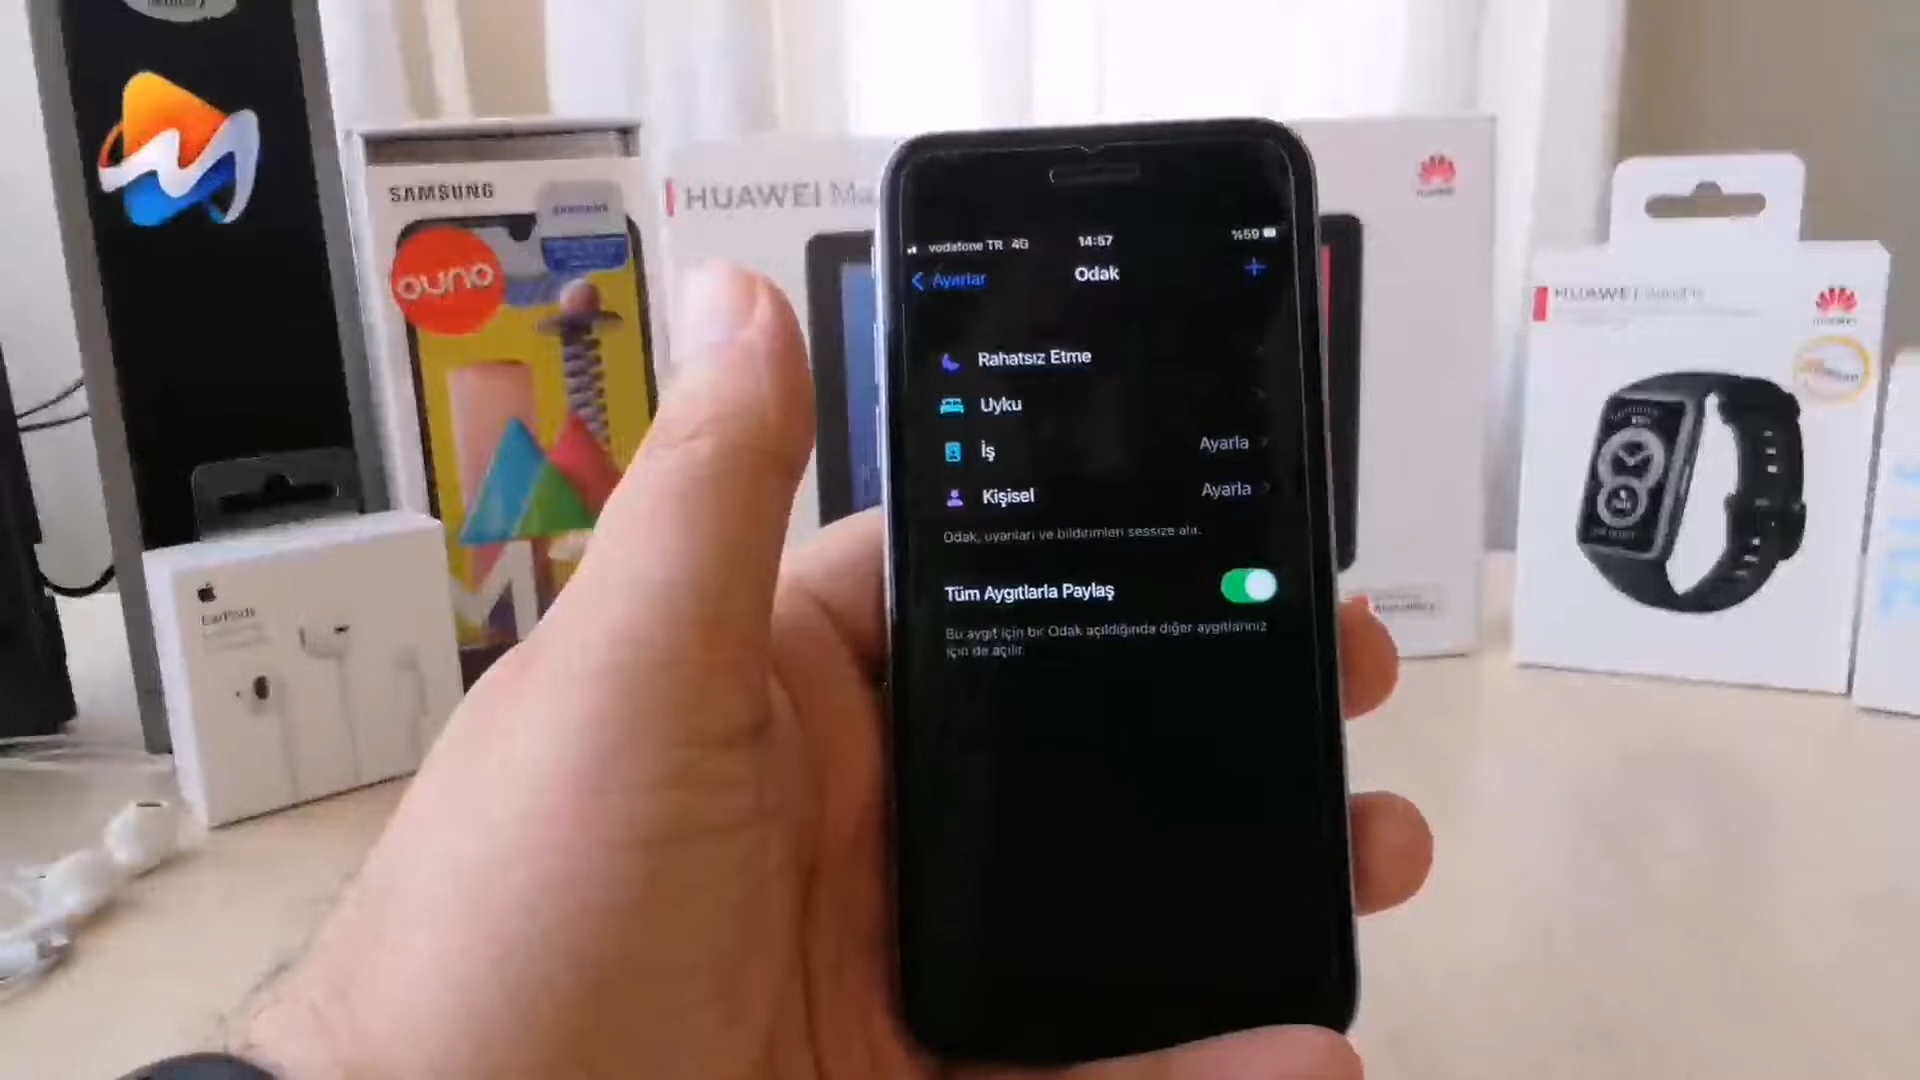 SAMSUNG
SAMSUNG
ouno
HUAWEI
HUAWEI
EarPods
vodafone TR 4G
14:57
%59
Ayarlar
Odak
Rahatsız Etme
Uyku
İş
Ayarla
Kişisel
Ayarla
Odak, uyarıları ve bildirimleri sessize alır.
Tüm Aygıtlarla Paylaş
Bu aygıt için bir Odak açıldığında diğer aygıtlarınız
için de açılır.